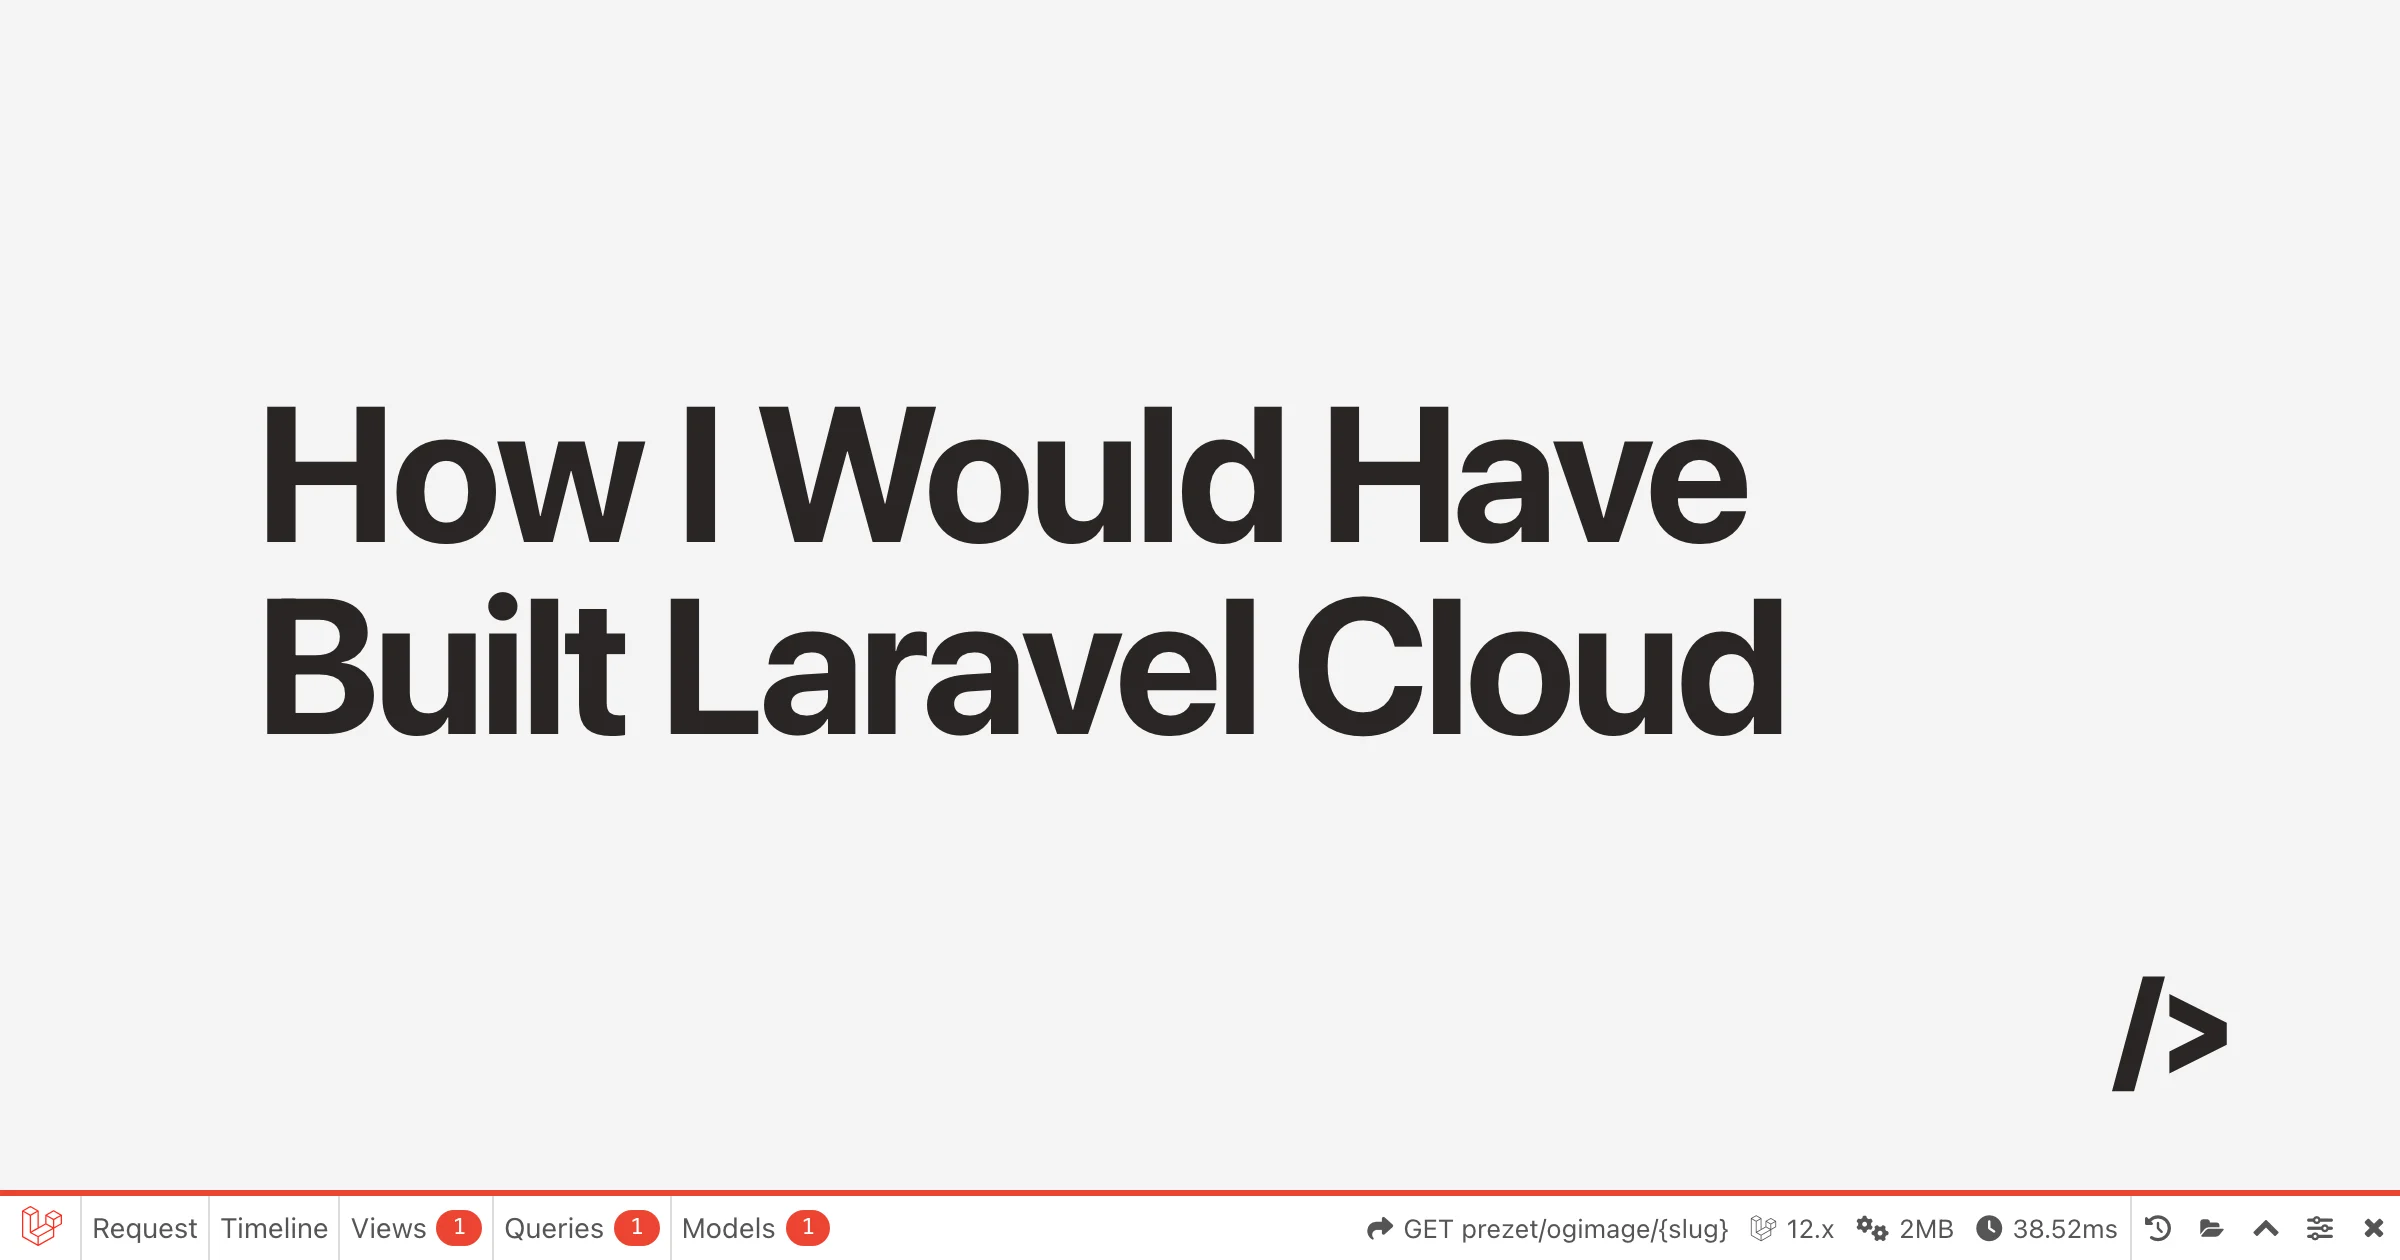 How I Would Have
Built Laravel Cloud
/>
Request Timeline Views 1 Queries 1 Models 1 GET prezet/ogimage/{slug} 12.x 2MB 38.52ms